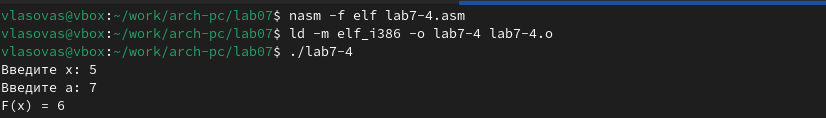 vlasovas@vbox:~/work/arch-pc/lab07$ nasm -f elf lab7-4.asm
vlasovas@vbox:~/work/arch-pc/lab07$ ld -m elf_i386 -o lab7-4 lab7-4.o
vlasovas@vbox:~/work/arch-pc/lab07$ ./lab7-4
Введите x: 5
Введите a: 7
F(x) = 6